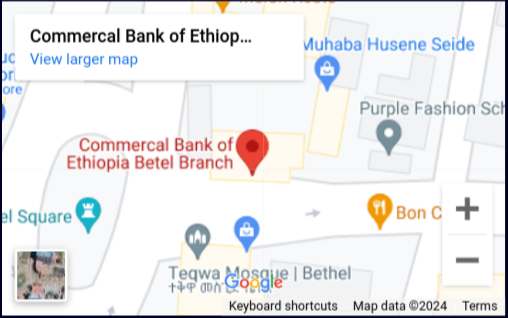 Commercal Bank of Ethiop...
View larger map
Muhaba Husene Seide
ore
Purple Fashion Sch
Commercal Bank of
Ethiopia Betel Branch
el Square
Bon C
Teqwa Mosque | Bethel
Google
Keyboard shortcuts
Map data ©2024
Terms